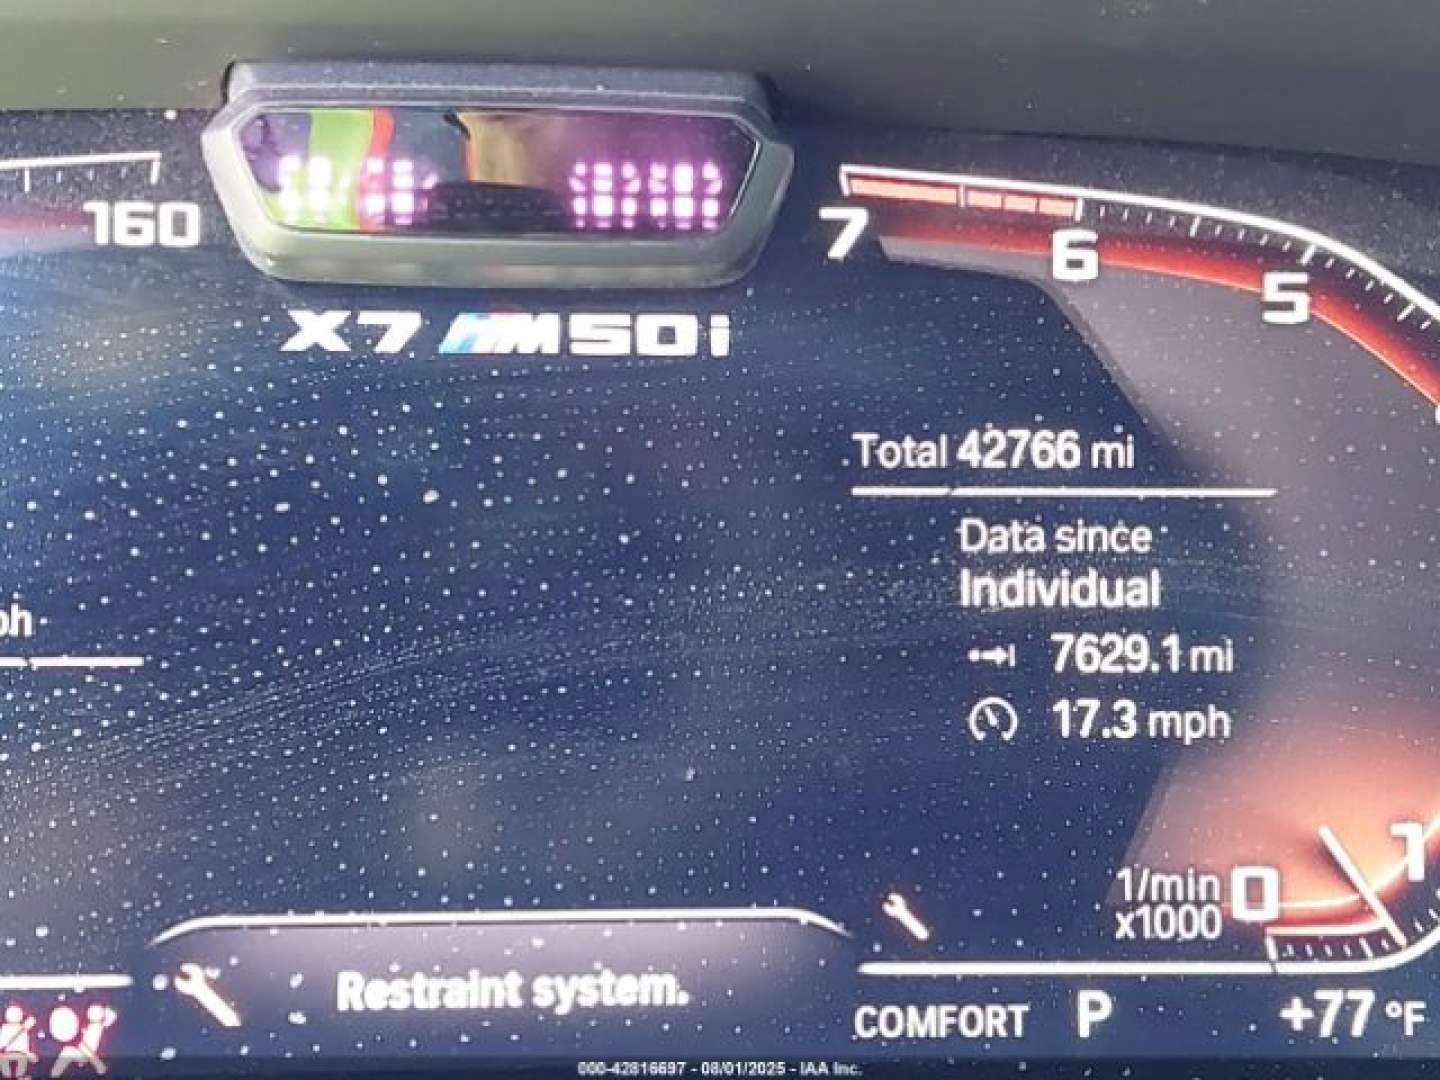 160
7
6
5
X7 M50i
Total 42766 mi
Data since
Individual
7629.1 mi
17.3 mph
1
1/min
x1000
0
Restraint system.
COMFORT P +77 °F
000-42816697 - 08/01/2025 - IAA Inc.